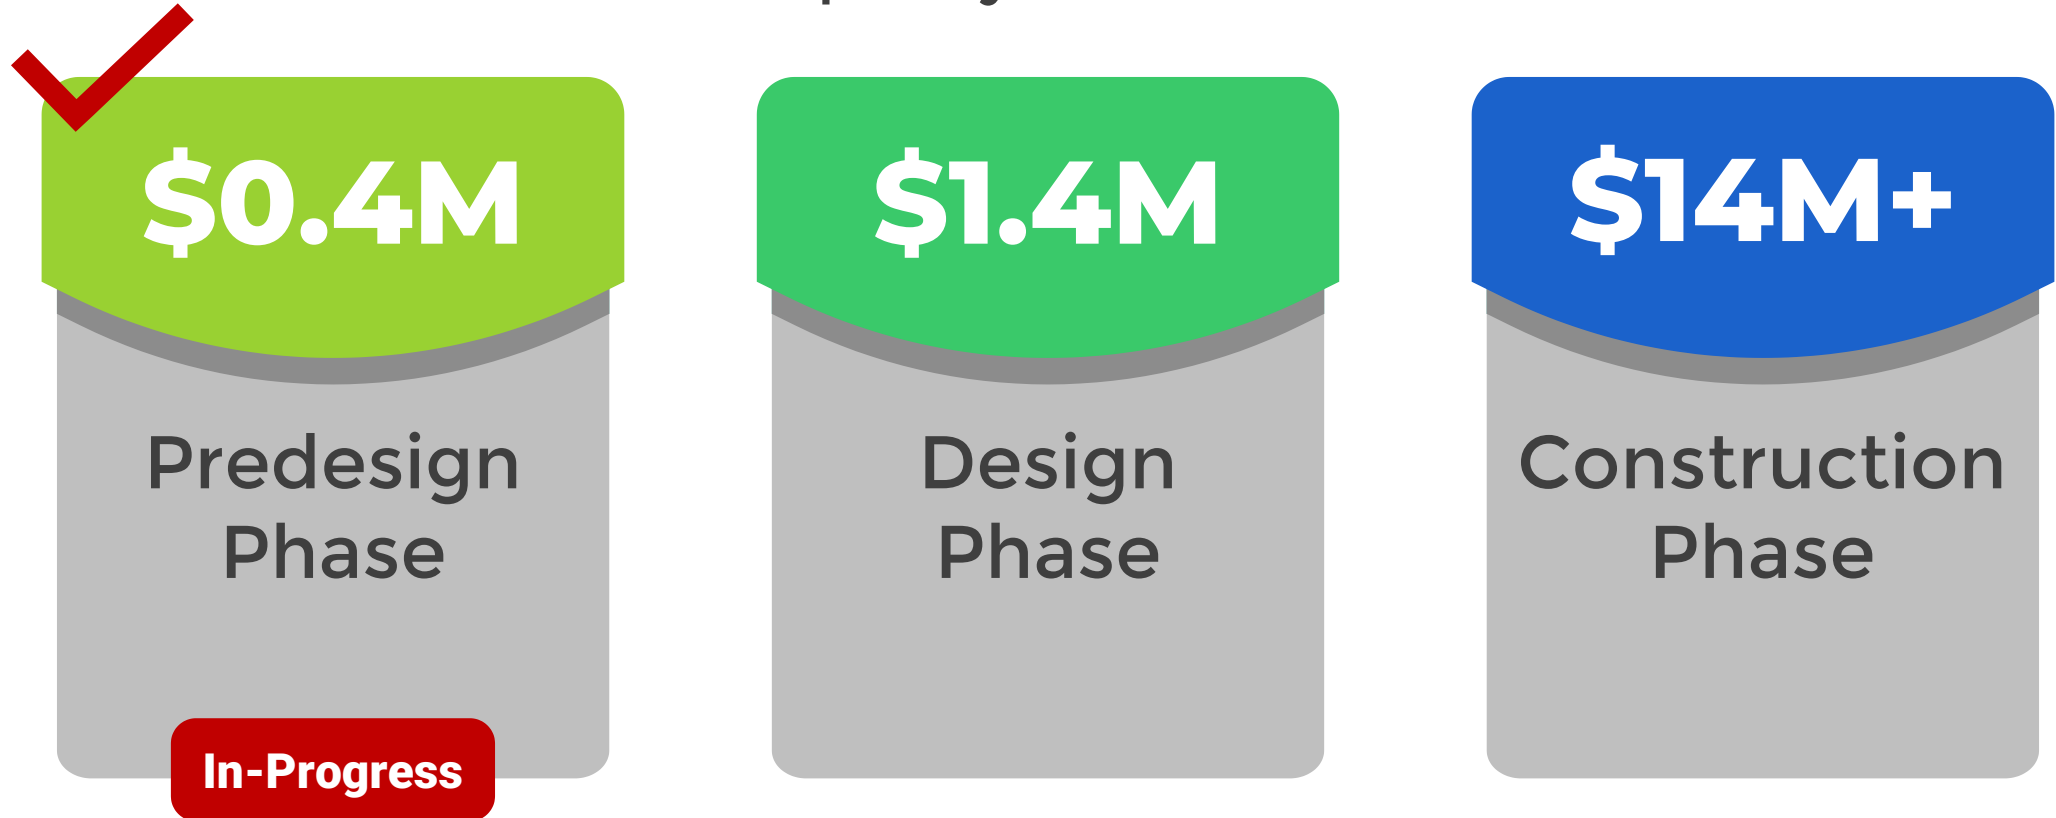 $0.4M
Predesign
Phase
In-Progress
$1.4M
Design
Phase
$14M+
Construction
Phase